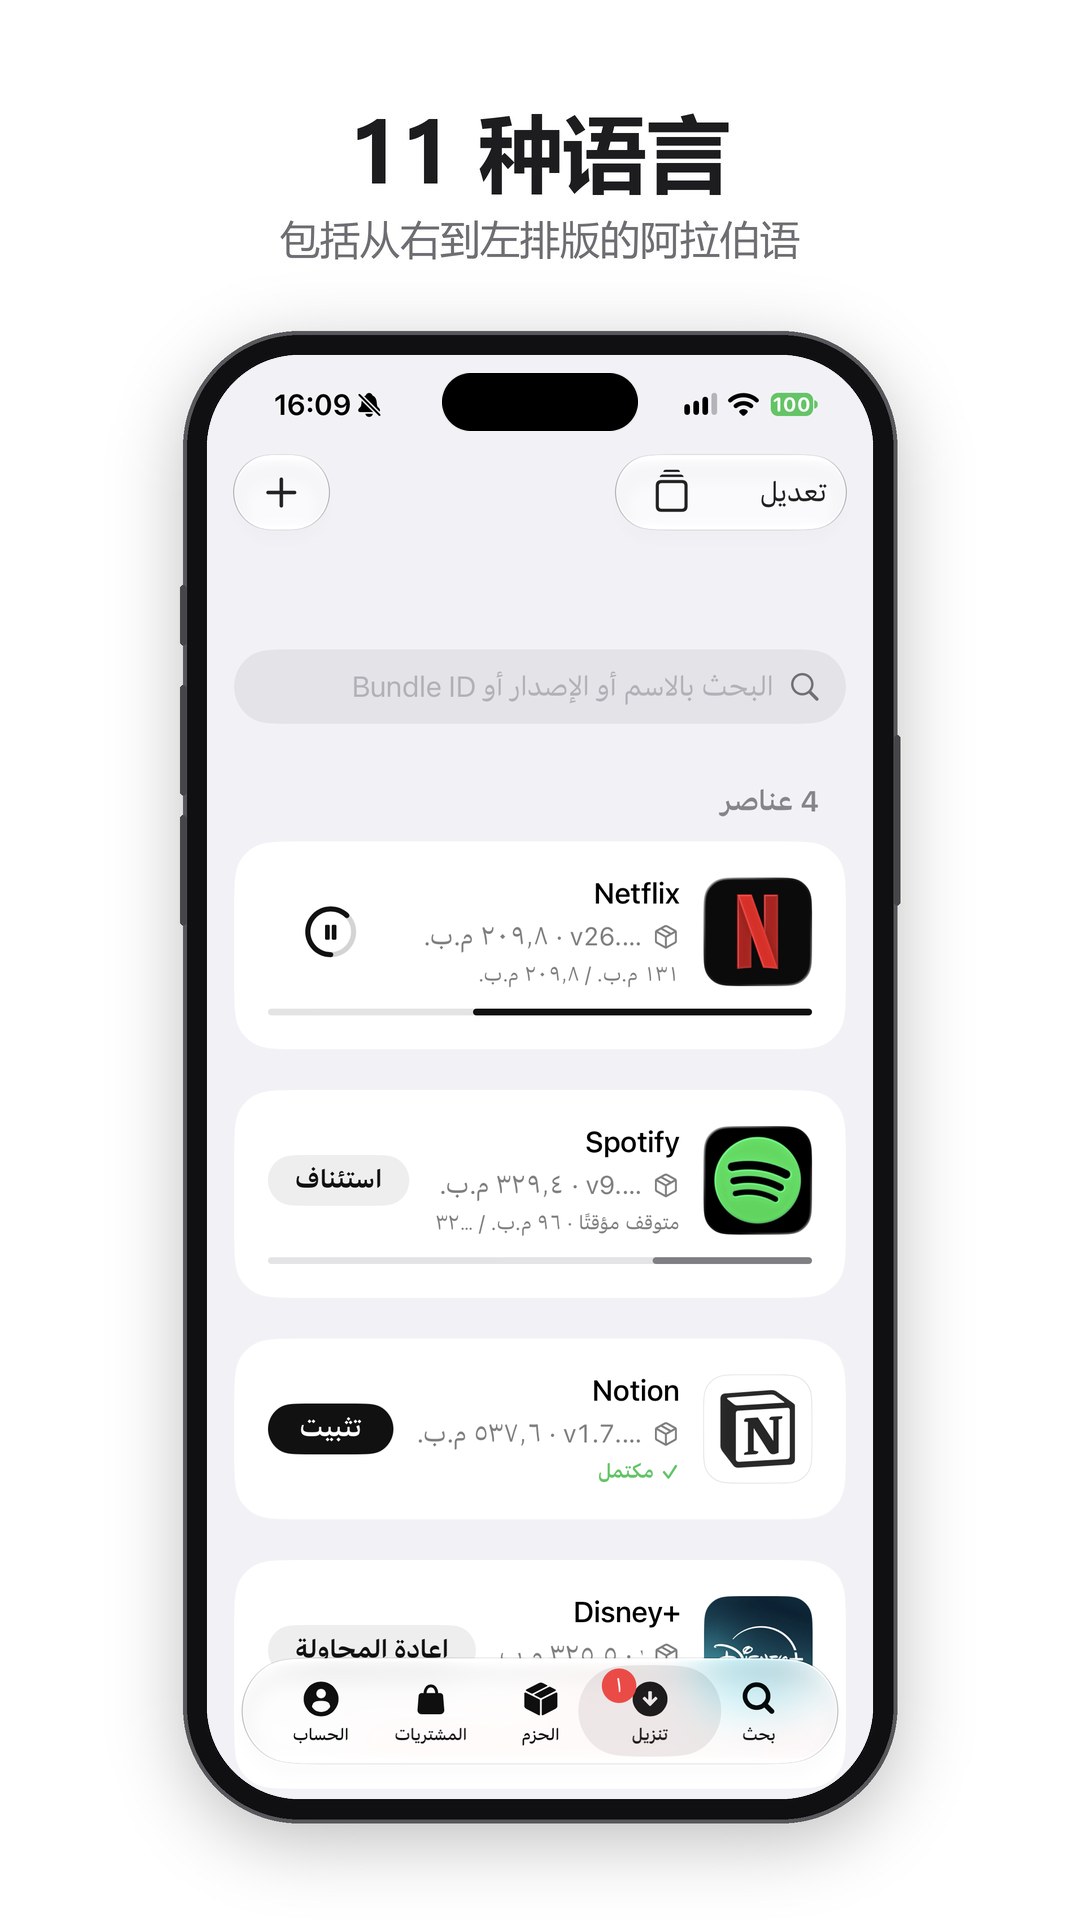 11 种语言
包括从右到左排版的阿拉伯语
16:09
100
تعديل
البحث بالاسم أو الإصدار أو Bundle ID
4 عناصر
Netflix
v26.... · ٢٠٩٫٨ م.ب.
١٣١ م.ب. / ٢٠٩٫٨ م.ب.
Spotify
v9.... · ٣٢٩٫٤ م.ب.
متوقف مؤقتًا · ٩٦ م.ب. / ...٣٢
استئناف
Notion
v1.7.... · ٥٣٧٫٦ م.ب.
مكتمل
تثبيت
Disney+
إعادة المحاولة
بحث
١
تنزيل
الحزم
المشتريات
الحساب